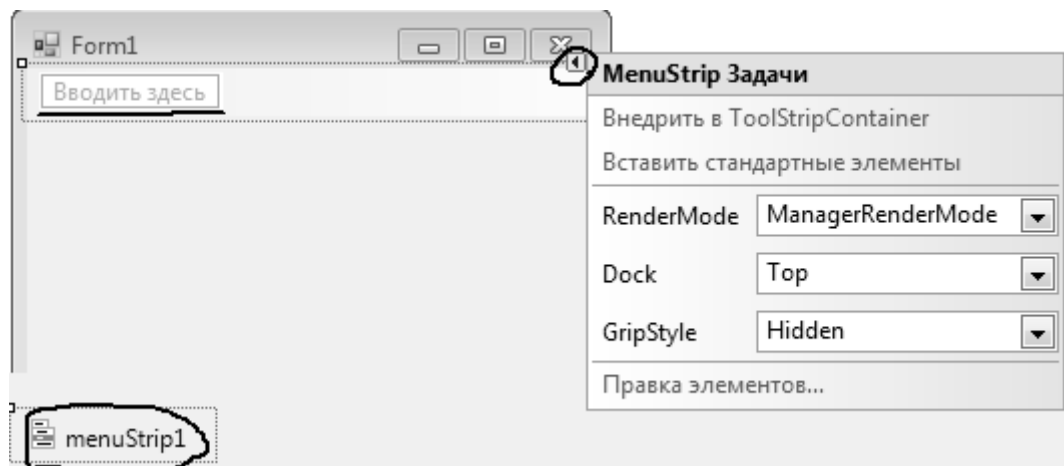 Form1
Вводить здесь
MenuStrip Задачи
Внедрить в ToolStripContainer
Вставить стандартные элементы
RenderMode ManagerRenderMode
Dock Top
GripStyle Hidden
Правка элементов...
menuStrip1